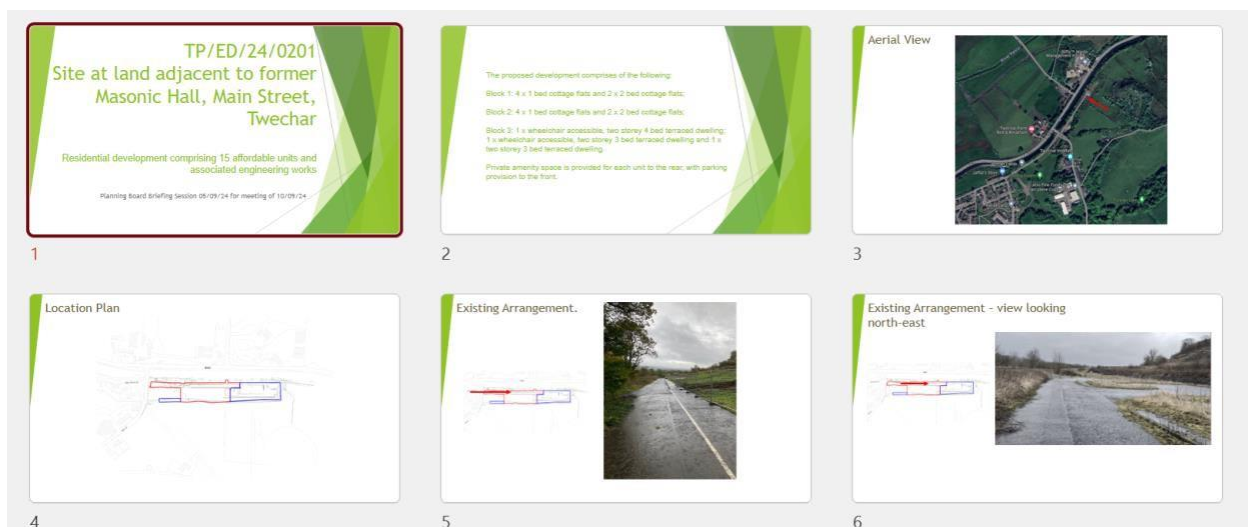 TP/ED/24/0201
Site at land adjacent to former
Masonic Hall, Main Street,
Twechar
Residential development comprising 15 affordable units and
associated engineering works
Planning Board Briefing Session 05/09/24 for meeting of 10/09/24
1
The proposed development comprises of the following:
Block 1: 4 x 1 bed cottage flats and 2 x 2 bed cottage flats;
Block 2: 4 x 1 bed cottage flats and 2 x 2 bed cottage flats;
Block 3: 1 x wheelchair accessible, two storey 4 bed terraced dwelling;
1 x wheelchair accessible, two storey 3 bed terraced dwelling and 1 x
two storey 3 bed terraced dwelling.
Private amenity space is provided for each unit to the rear, with parking
provision to the front.
2
Aerial View
3
Location Plan
4
Existing Arrangement.
5
Existing Arrangement – view looking
north-east
6